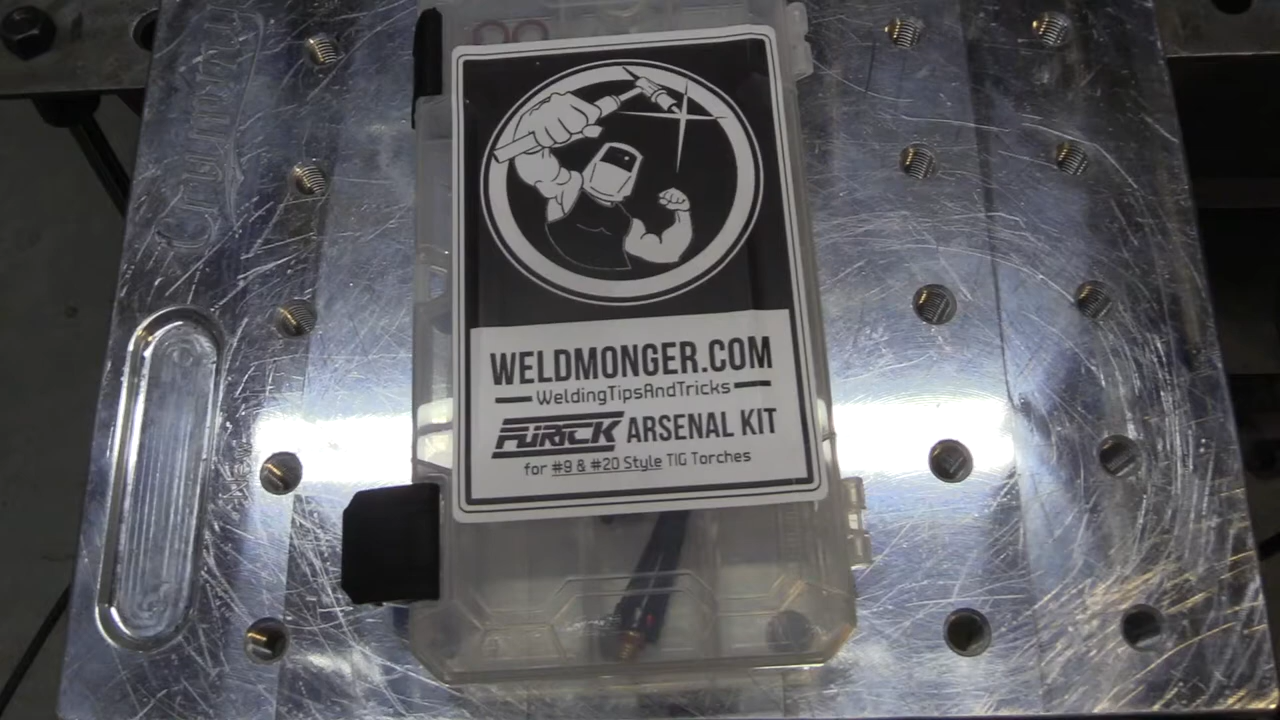 WELDMONGER.COM
WeldingTipsAndTricks
FURICK ARSENAL KIT
for #9 & #20 Style TIG Torches